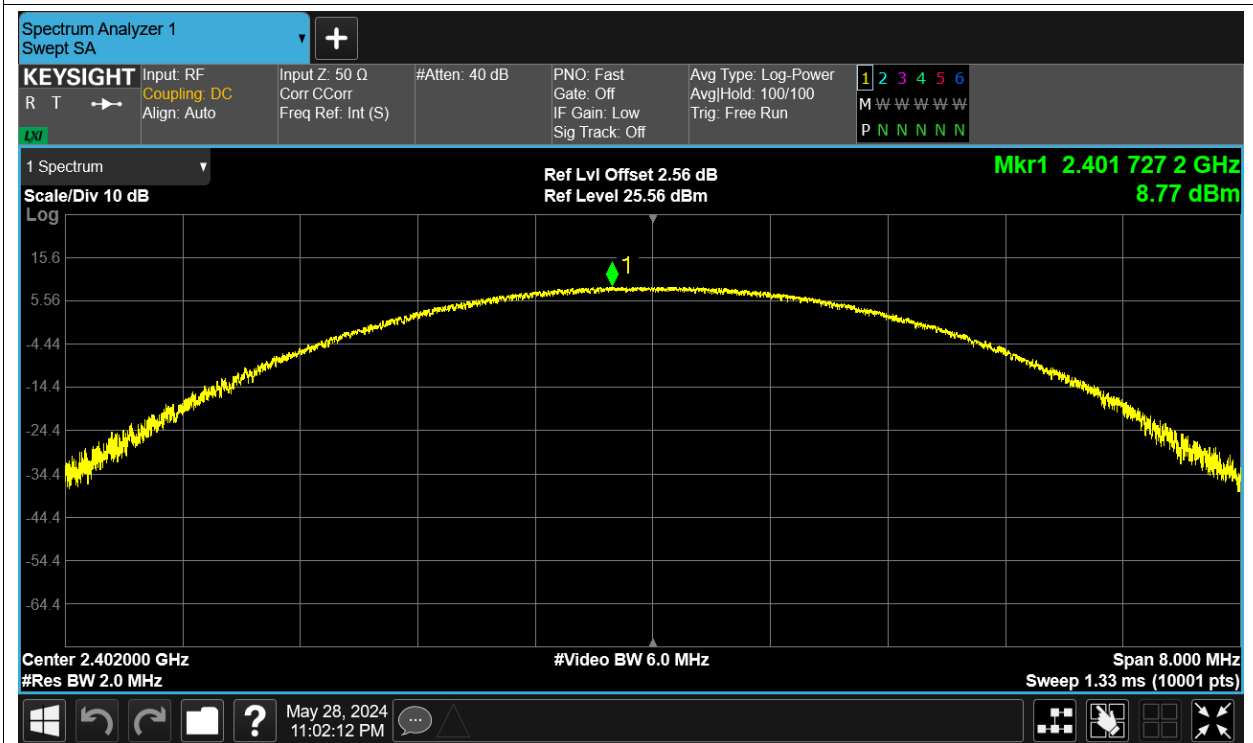 Spectrum Analyzer 1
Swept SA
+
KEYSIGHT
R T
LXI
Input: RF
Coupling: DC
Align: Auto
Input Z: 50 Ω
Corr CCorr
Freq Ref: Int (S)
#Atten: 40 dB
PNO: Fast
Gate: Off
IF Gain: Low
Sig Track: Off
Avg Type: Log-Power
Avg|Hold: 100/100
Trig: Free Run
1 2 3 4 5 6
M W W W W W
P N N N N N
1 Spectrum
Scale/Div 10 dB
Log
Ref Lvl Offset 2.56 dB
Ref Level 25.56 dBm
Mkr1 2.401 727 2 GHz
8.77 dBm
1
15.6
5.56
-4.44
-14.4
-24.4
-34.4
-44.4
-54.4
-64.4
Center 2.402000 GHz
#Res BW 2.0 MHz
#Video BW 6.0 MHz
Span 8.000 MHz
Sweep 1.33 ms (10001 pts)
?
May 28, 2024
11:02:12 PM